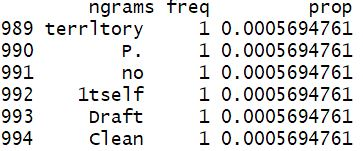 ngrams freq prop
989 terrltory 1 0.0005694761
990 P. 1 0.0005694761
991 no 1 0.0005694761
992 1tself 1 0.0005694761
993 Draft 1 0.0005694761
994 Clean 1 0.0005694761